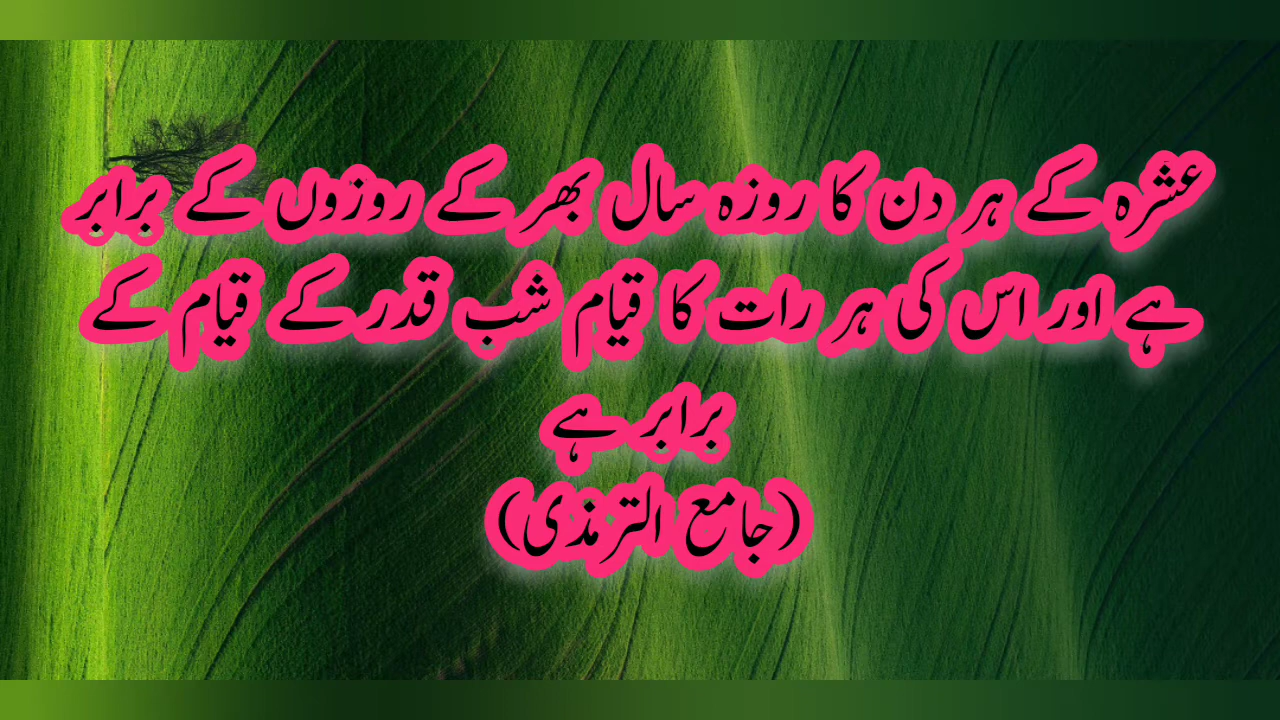 عشرہ کے ہر دن کا روزہ سال بھر کے روزوں کے برابر
ہے اور اس کی ہر رات کا قیام شب قدر کے قیام کے
برابر ہے
(جامع الترمذی)